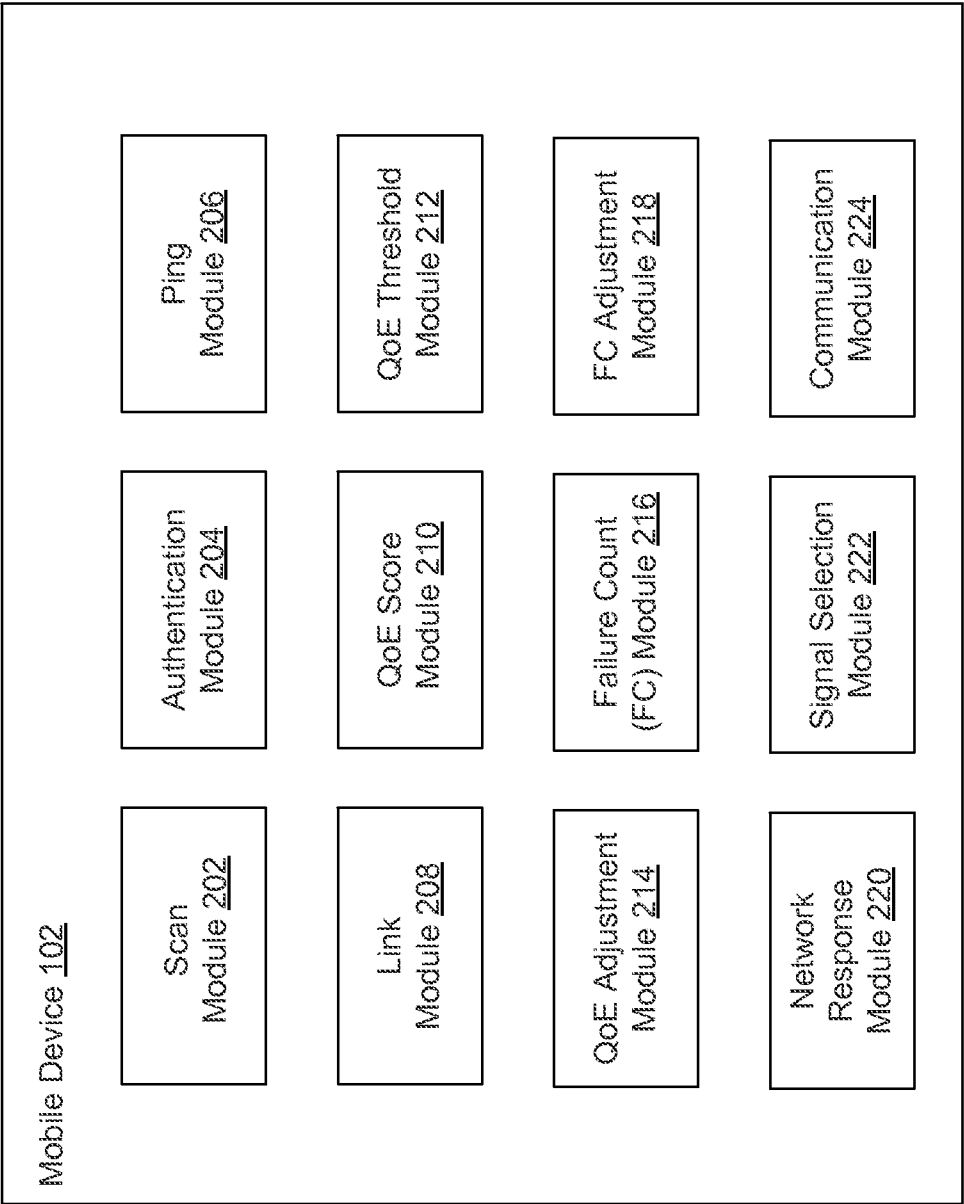 Mobile Device 102
Scan
Module 202
Authentication
Module 204
Ping
Module 206
Link
Module 208
QoE Score
Module 210
QoE Threshold
Module 212
QoE Adjustment
Module 214
Failure Count
(FC) Module 216
FC Adjustment
Module 218
Network
Response
Module 220
Signal Selection
Module 222
Communication
Module 224